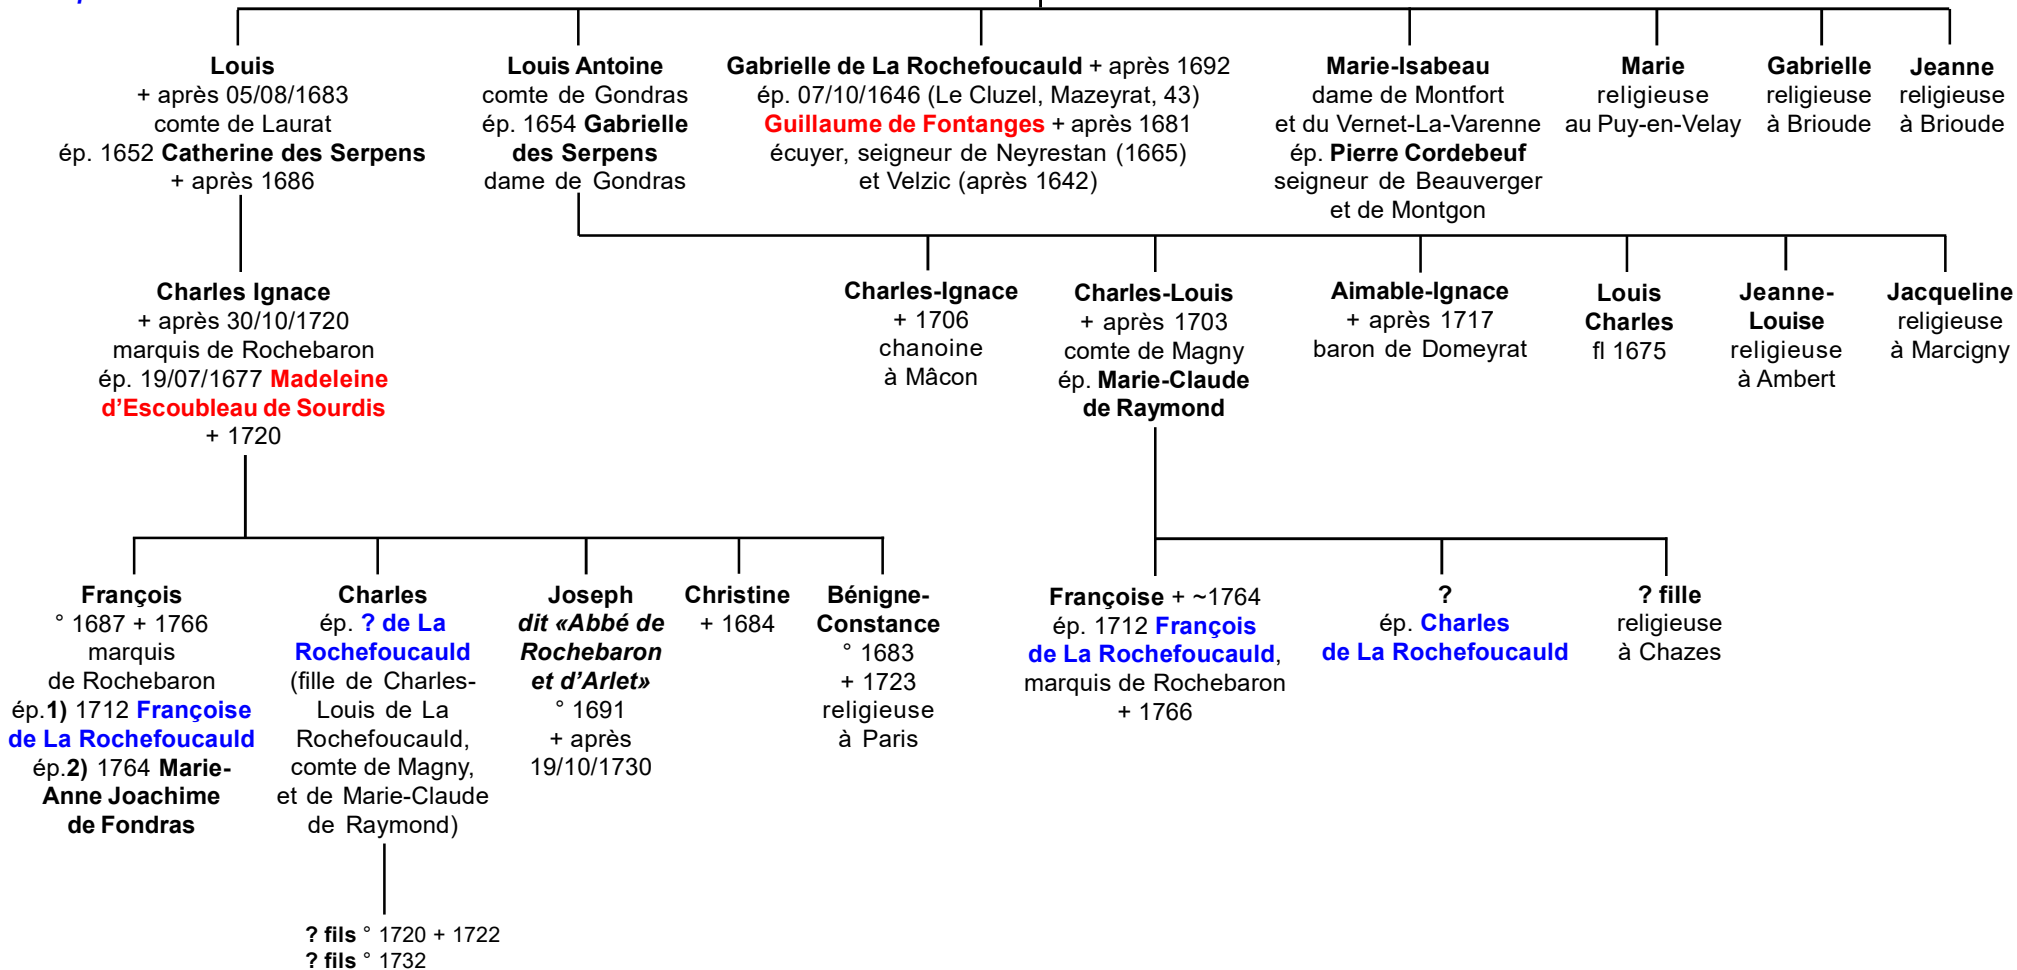 Louis
+ après 05/08/1683
comte de Laurat
ép. 1652 Catherine des Serpens
+ après 1686
Louis Antoine
comte de Gondras
ép. 1654 Gabrielle
des Serpens
dame de Gondras
Gabrielle de La Rochefoucauld + après 1692
ép. 07/10/1646 (Le Cluzel, Mazeyrat, 43)
Guillaume de Fontanges + après 1681
écuyer, seigneur de Neyrestan (1665)
et Velzic (après 1642)
Marie-Isabeau
dame de Montfort
et du Vernet-La-Varenne
ép. Pierre Cordebeuf
seigneur de Beauverger
et de Montgon
Marie
religieuse
au Puy-en-Velay
Gabrielle
religieuse
à Brioude
Jeanne
religieuse
à Brioude
Charles Ignace
+ après 30/10/1720
marquis de Rochebaron
ép. 19/07/1677 Madeleine
d'Escoubleau de Sourdis
+ 1720
Charles-Ignace
+ 1706
chanoine
à Mâcon
Charles-Louis
+ après 1703
comte de Magny
ép. Marie-Claude
de Raymond
Aimable-Ignace
+ après 1717
baron de Domeyrat
Louis
Charles
fl 1675
Jeanne-
Louise
religieuse
à Ambert
Jacqueline
religieuse
à Marcigny
François
° 1687 + 1766
marquis
de Rochebaron
ép.1) 1712 Françoise
de La Rochefoucauld
ép.2) 1764 Marie-
Anne Joachime
de Fondras
Charles
ép. ? de La
Rochefoucauld
(fille de Charles-
Louis de La
Rochefoucauld,
comte de Magny,
et de Marie-Claude
de Raymond)
Joseph
dit «Abbé de
Rochebaron
et d'Arlet»
° 1691
+ après
19/10/1730
Christine
+ 1684
Bénigne-
Constance
° 1683
+ 1723
religieuse
à Paris
Françoise + ~1764
ép. 1712 François
de La Rochefoucauld,
marquis de Rochebaron
+ 1766
?
ép. Charles
de La Rochefoucauld
? fille
religieuse
à Chazes
? fils ° 1720 + 1722
? fils ° 1732